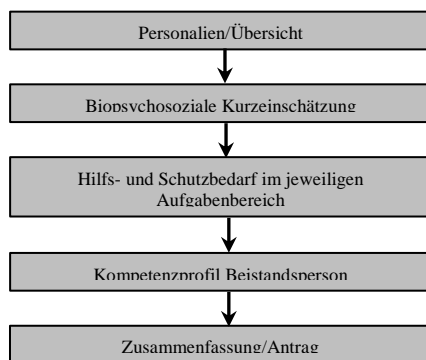 Personalien/Übersicht
Biopsychosoziale Kurzeinschätzung
Hilfs- und Schutzbedarf im jeweiligen
Aufgabenbereich
Kompetenzprofil Beistandsperson
Zusammenfassung/Antrag